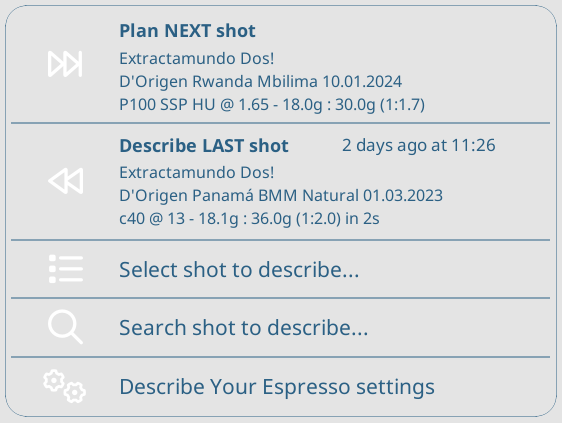 Plan NEXT shot
Extractamundo Dos!
D'Origen Rwanda Mbilima 10.01.2024
P100 SSP HU @ 1.65 - 18.0g : 30.0g (1:1.7)
Describe LAST shot 2 days ago at 11:26
Extractamundo Dos!
D'Origen Panamá BMM Natural 01.03.2023
c40 @ 13 - 18.1g : 36.0g (1:2.0) in 2s
Select shot to describe...
Search shot to describe...
Describe Your Espresso settings